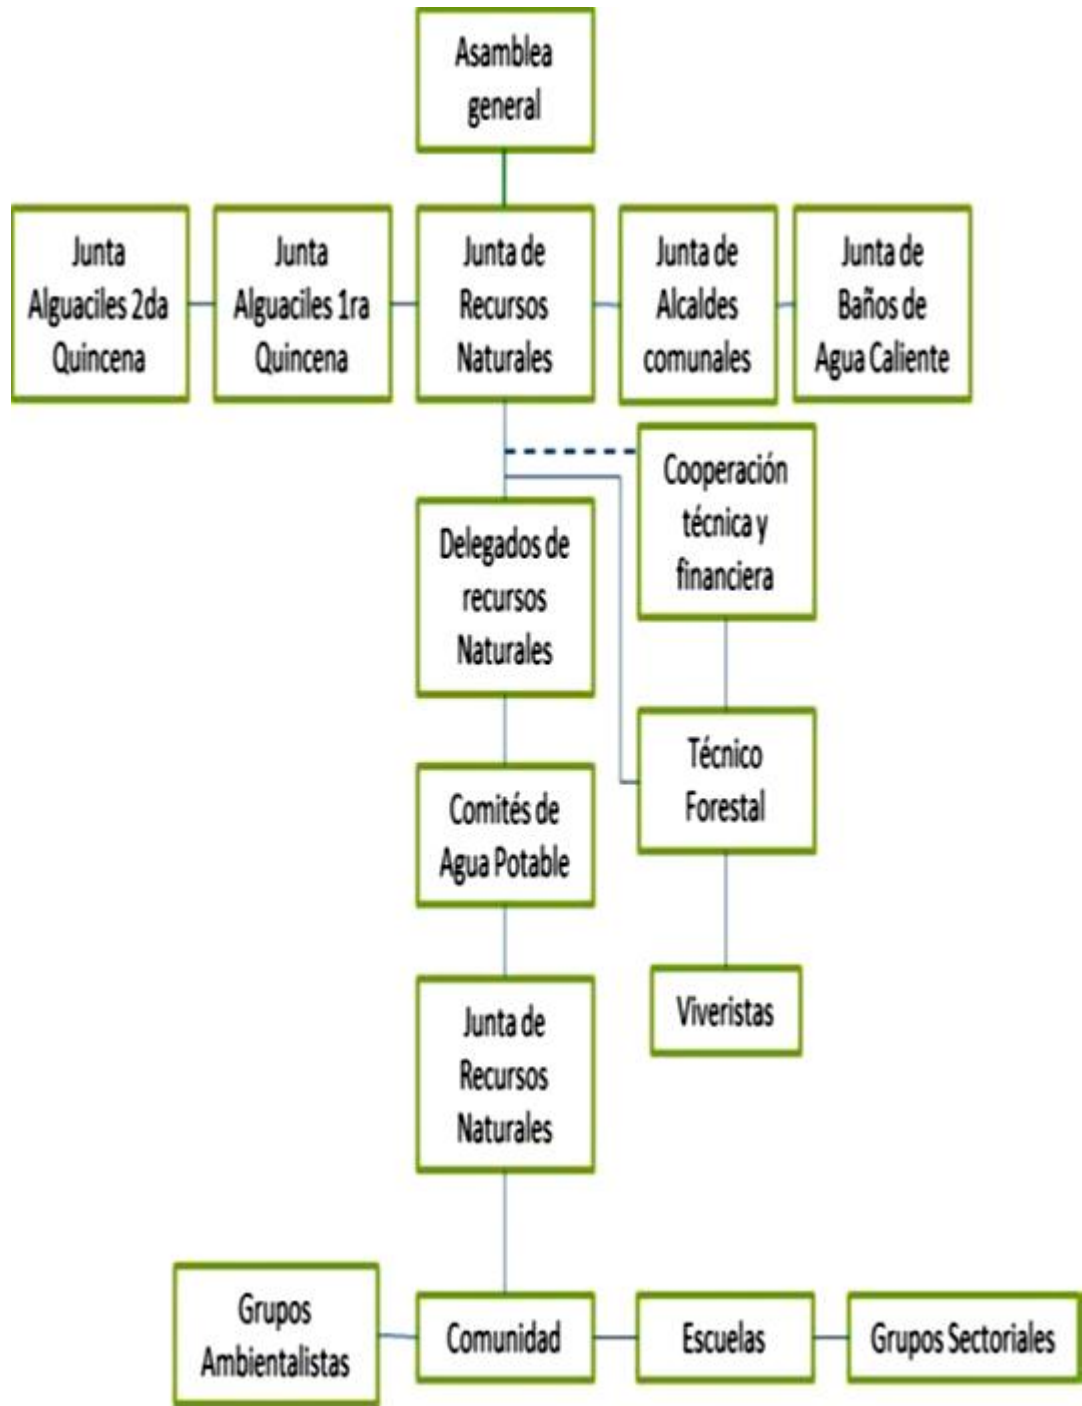 Asamblea
general
Junta
Alguaciles 2da
Quincena
Junta
Alguaciles 1ra
Quincena
Junta de
Recursos
Naturales
Junta de
Alcaldes
comunales
Junta de
Baños de
Agua Caliente
Cooperación
técnica y
financiera
Delegados de
recursos
Naturales
Técnico
Forestal
Comités de
Agua Potable
Viveristas
Junta de
Recursos
Naturales
Grupos
Ambientalistas
Comunidad
Escuelas
Grupos Sectoriales